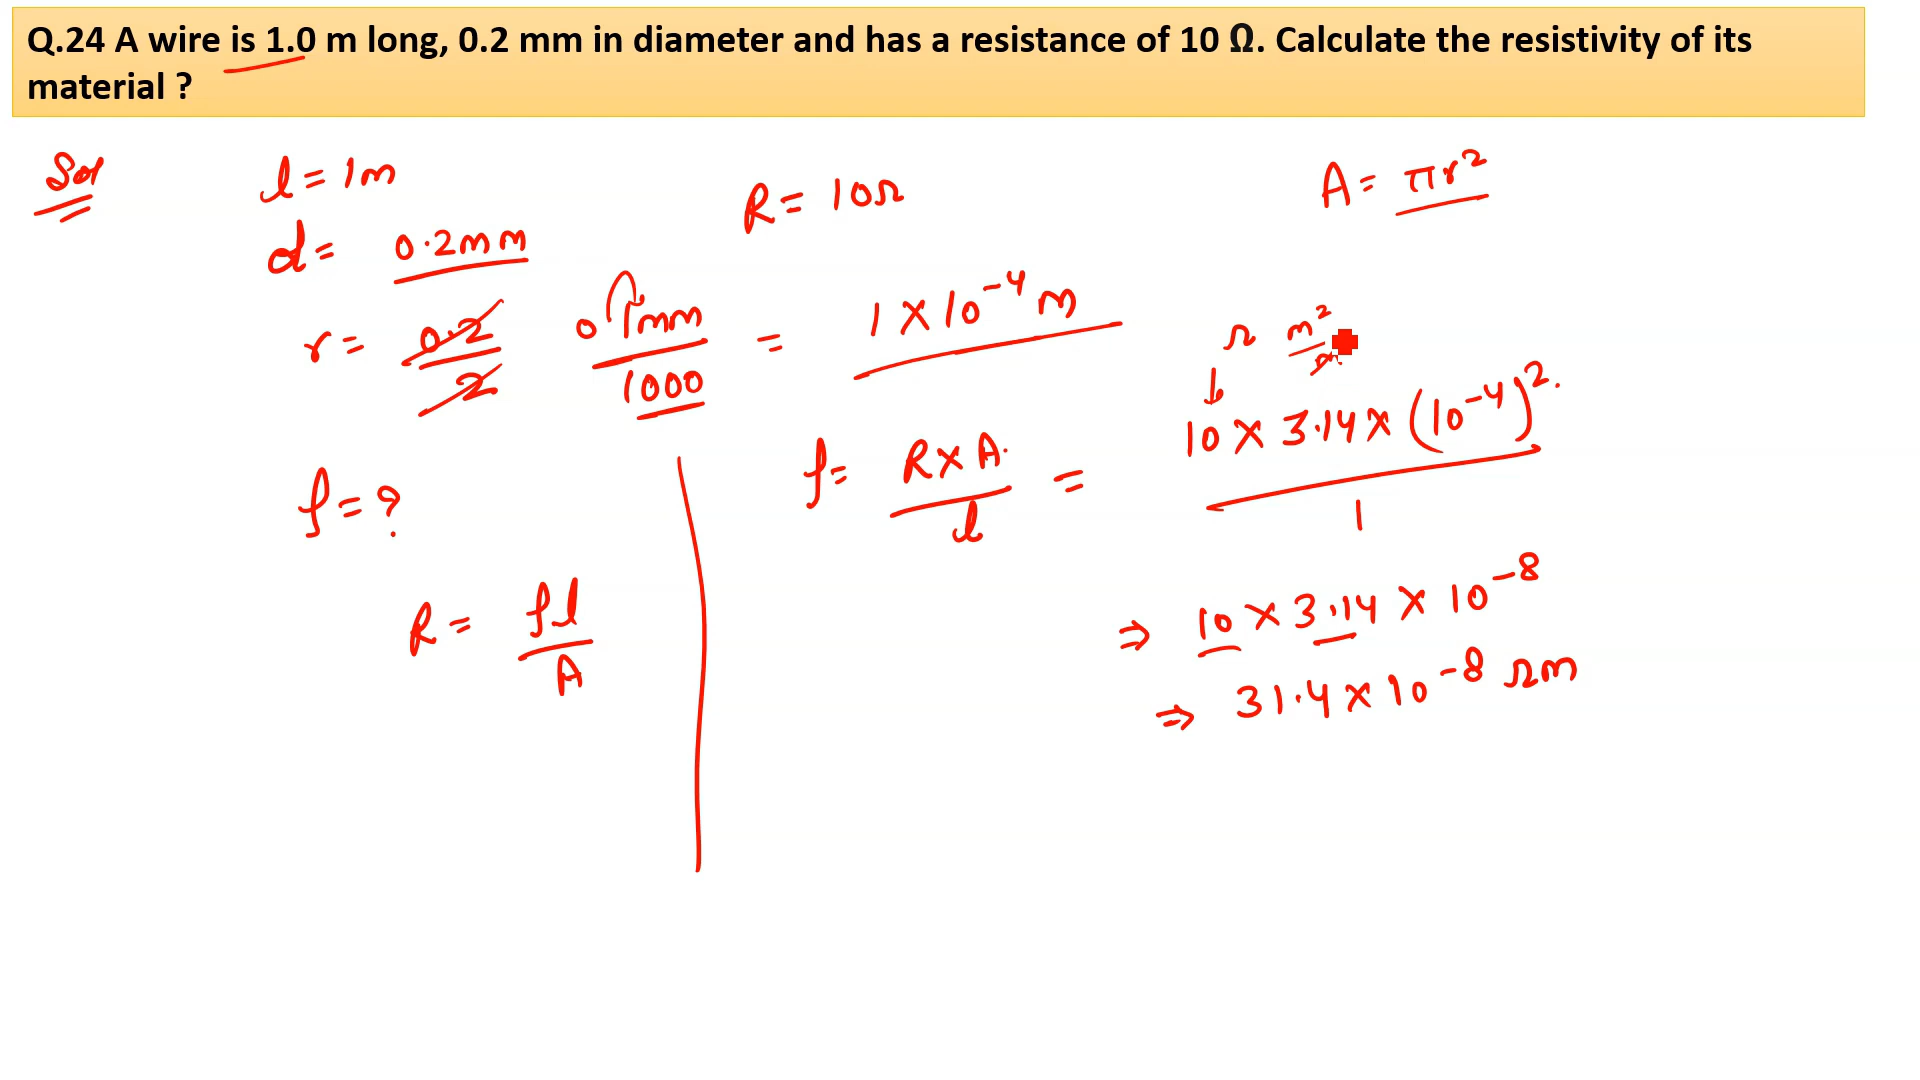 Q.24 A wire is 1.0 m long, 0.2 mm in diameter and has a resistance of 10 Ω. Calculate the resistivity of its
material ?
Sol
l = 1m
d = 0.2mm
r = 0.2/2 0.1mm/1000 = 1 × 10⁻⁴ m
R = 10Ω
A = πr²
ρ = ?
R = ρl/A
Ω m²/m
↓
ρ = R × A/l = 10 × 3.14 × (10⁻⁴)²/1
⇒ 10 × 3.14 × 10⁻⁸
⇒ 31.4 × 10⁻⁸ Ωm